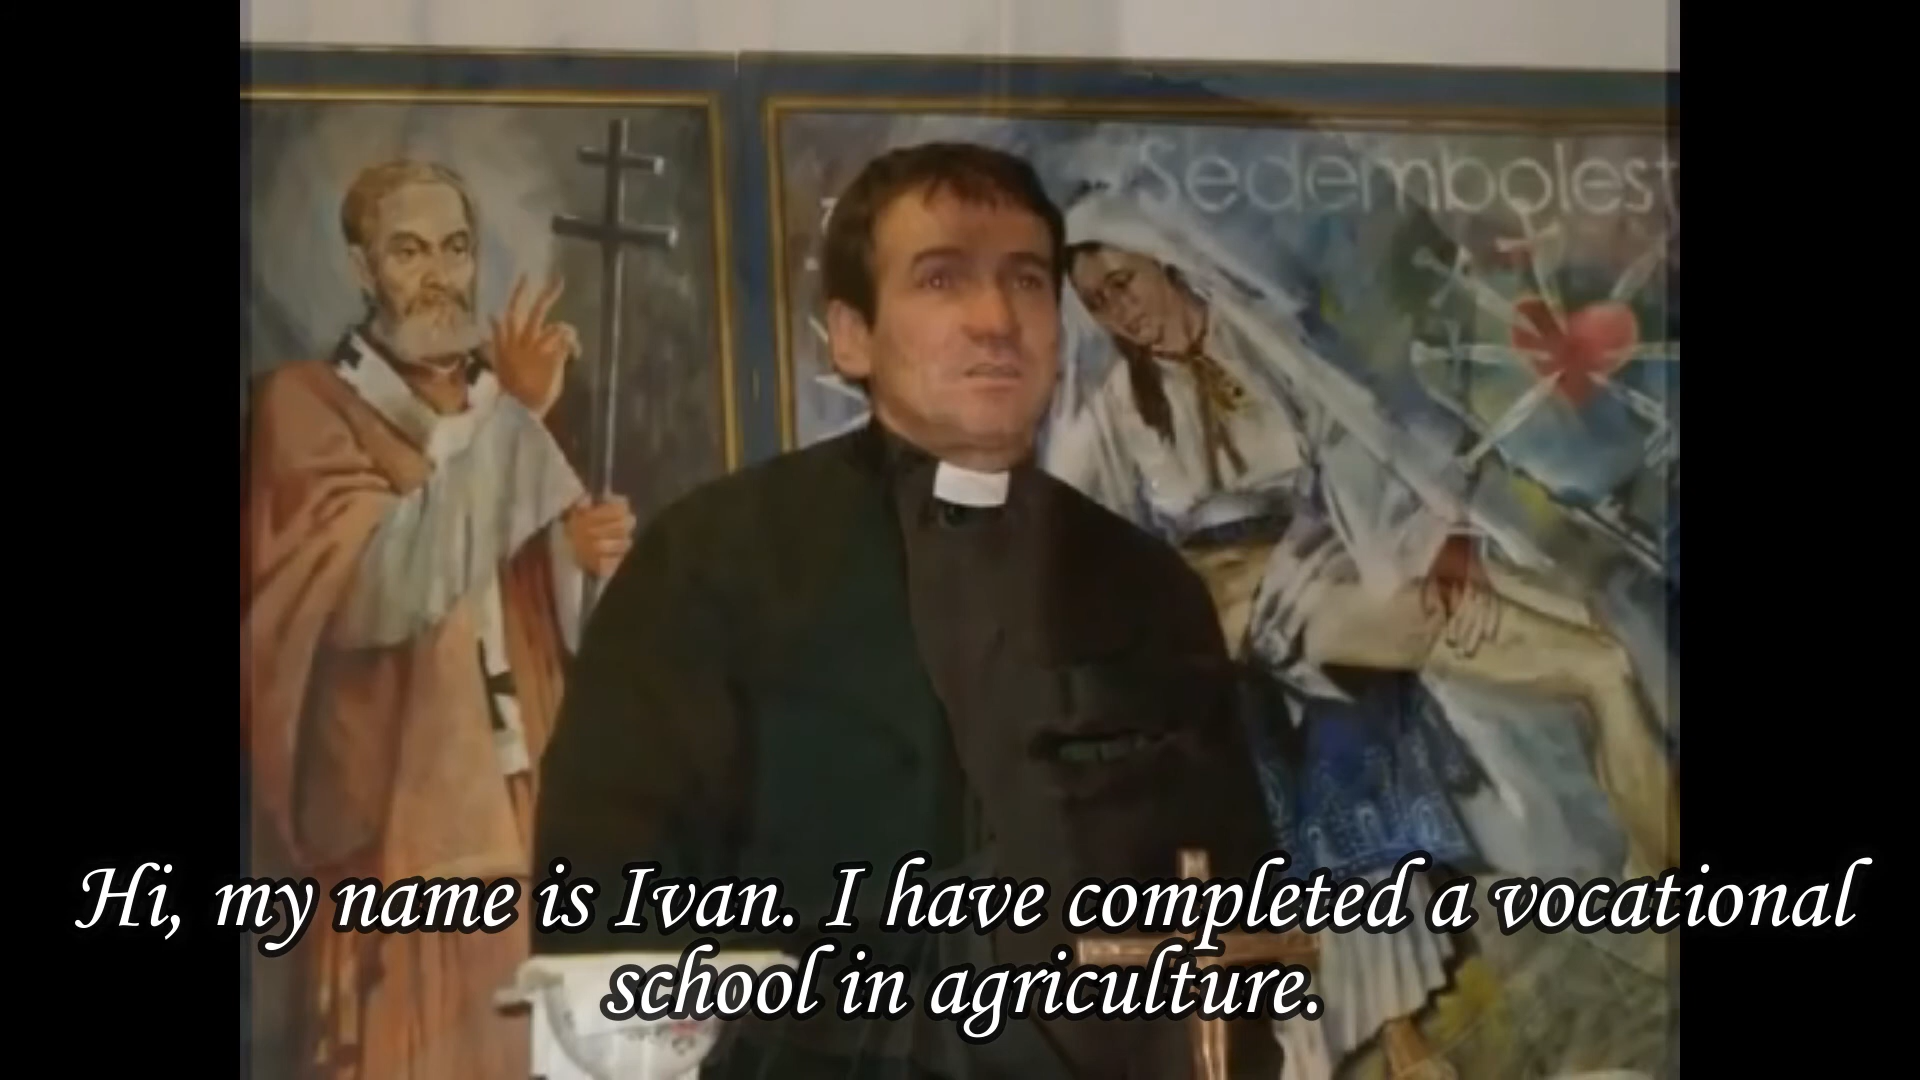 Sedembolest
Hi, my name is Ivan. I have completed a vocational
school in agriculture.